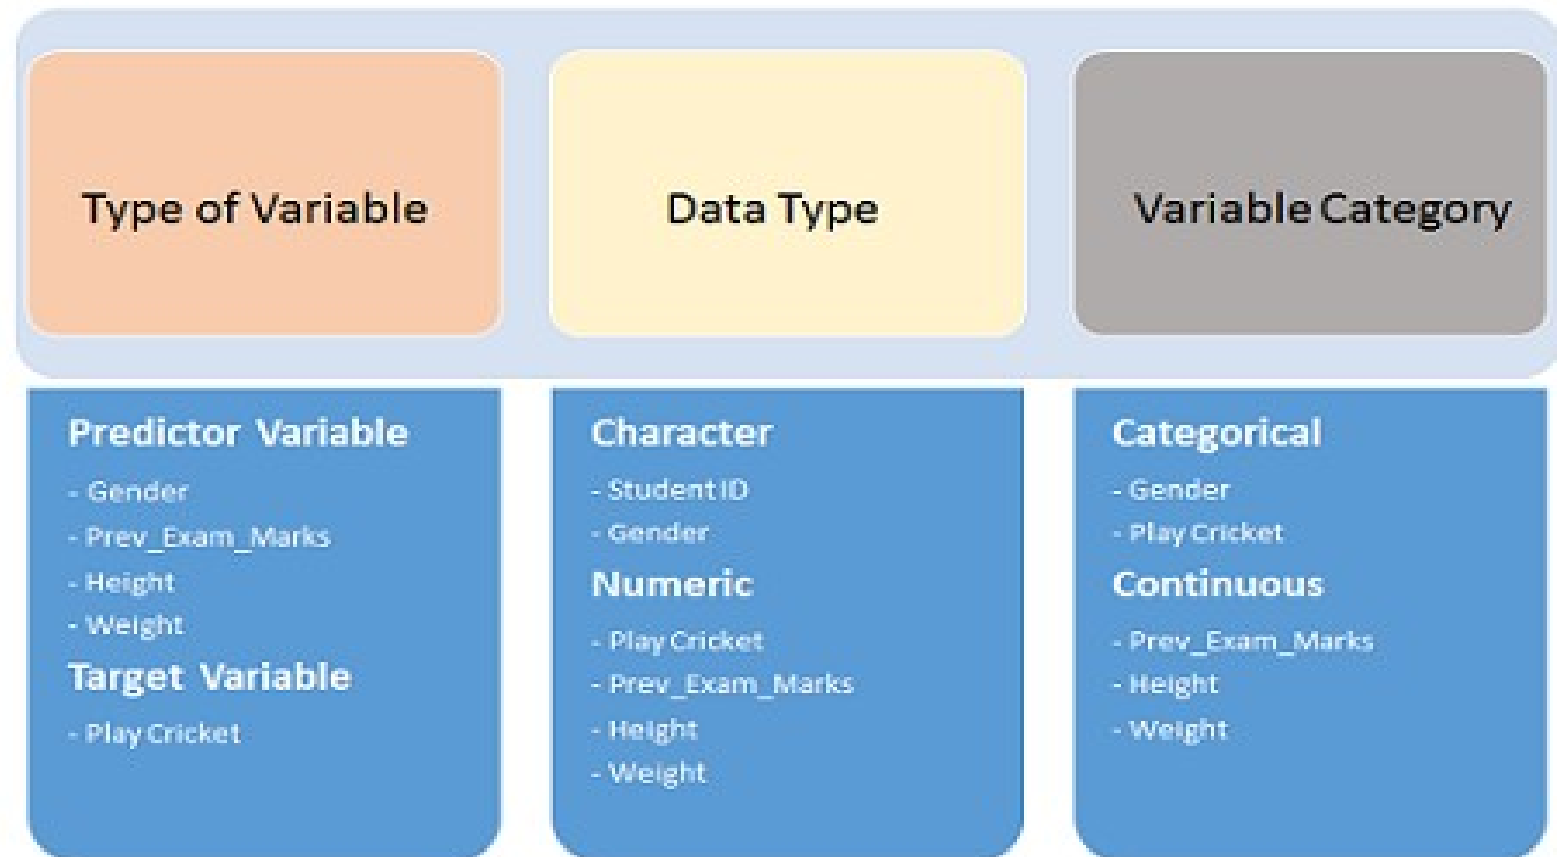 Type of Variable
Data Type
Variable Category
Predictor Variable
- Gender
- Prev_Exam_Marks
- Height
- Weight
Target Variable
- Play Cricket
Character
- Student ID
- Gender
Numeric
- Play Cricket
- Prev_Exam_Marks
- Height
- Weight
Categorical
- Gender
- Play Cricket
Continuous
- Prev_Exam_Marks
- Height
- Weight